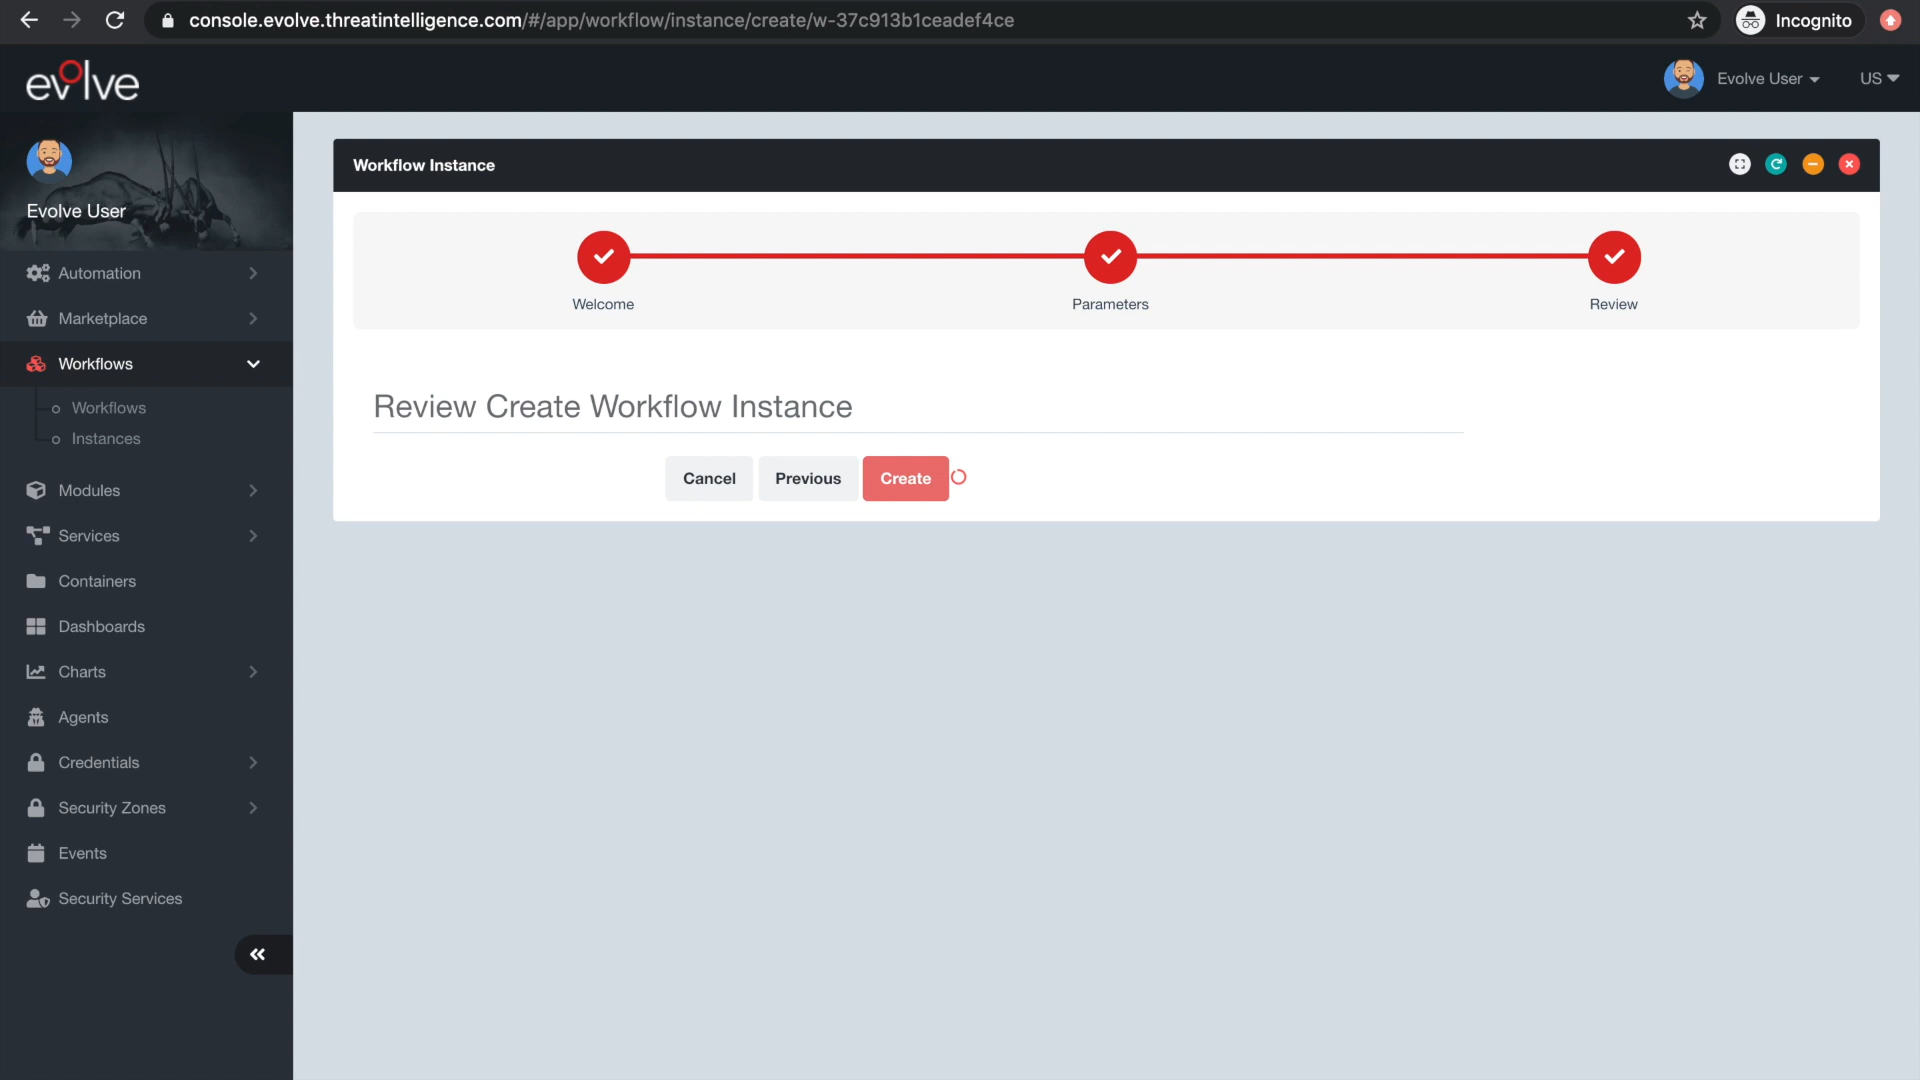 console.evolve.threatintelligence.com/#/app/workflow/instance/create/w-37c913b1ceadef4ce
Incognito
evolve
Evolve User
US
Evolve User
Automation
Marketplace
Workflows
Workflows
Instances
Modules
Services
Containers
Dashboards
Charts
Agents
Credentials
Security Zones
Events
Security Services
Workflow Instance
Welcome
Parameters
Review
Review Create Workflow Instance
Cancel
Previous
Create